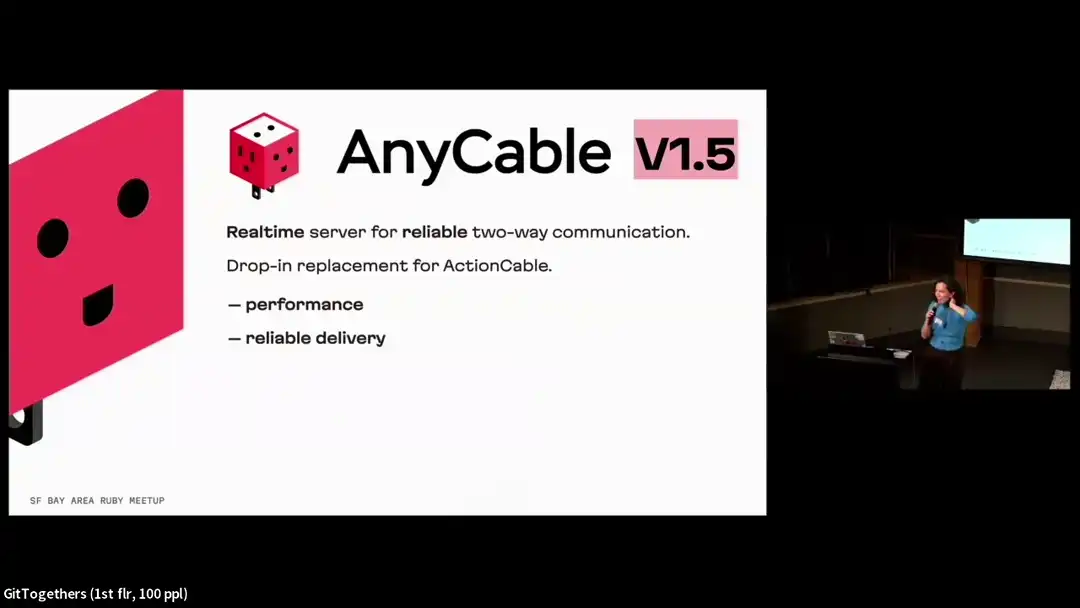 AnyCable V1.5
Realtime server for reliable two-way communication.
Drop-in replacement for ActionCable.
– performance
– reliable delivery
SF BAY AREA RUBY MEETUP
GitTogethers (1st flr, 100 ppl)